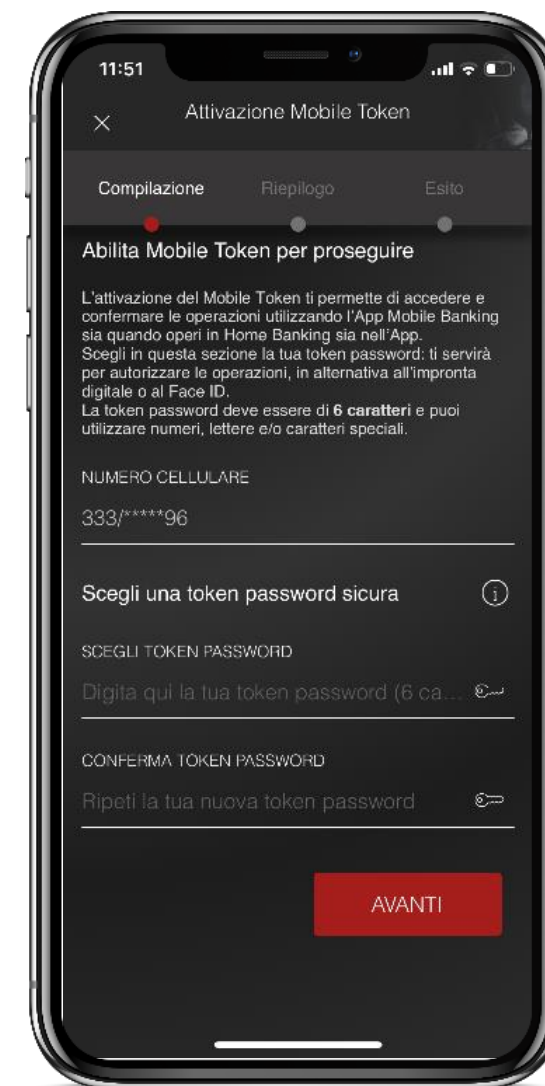 11:51
Attivazione Mobile Token
Compilazione Riepilogo Esito
Abilita Mobile Token per proseguire
L'attivazione del Mobile Token ti permette di accedere e
confermare le operazioni utilizzando l'App Mobile Banking
sia quando operi in Home Banking sia nell'App.
Scegli in questa sezione la tua token password: ti servirà
per autorizzare le operazioni, in alternativa all'impronta
digitale o al Face ID.
La token password deve essere di 6 caratteri e puoi
utilizzare numeri, lettere e/o caratteri speciali.
NUMERO CELLULARE
333/*****96
Scegli una token password sicura
SCEGLI TOKEN PASSWORD
Digita qui la tua token password (6 ca...
CONFERMA TOKEN PASSWORD
Ripeti la tua nuova token password
AVANTI